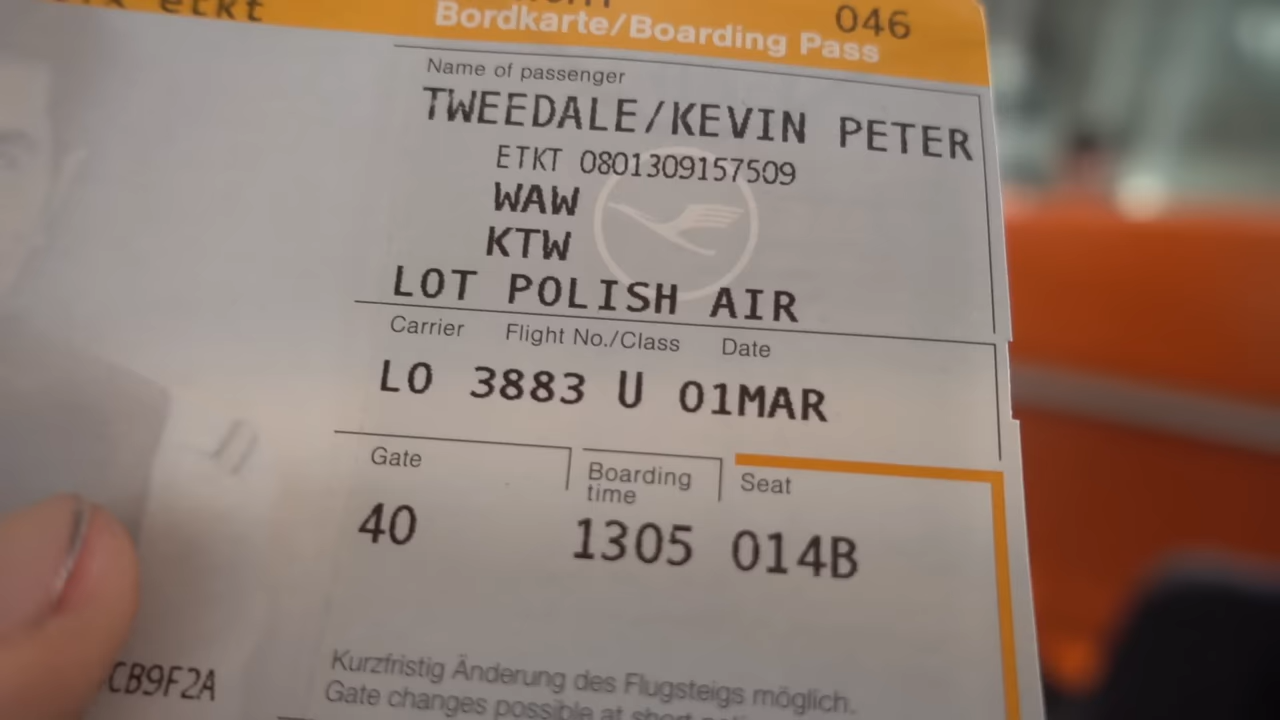 etkt
046
Bordkarte/Boarding Pass
Name of passenger
TWEEDALE/KEVIN PETER
ETKT 0801309157509
WAW
KTW
LOT POLISH AIR
Carrier Flight No./Class Date
LO 3883 U 01MAR
Gate Boarding time Seat
40 1305 014B
CB9F2A
Kurzfristig Änderung des Flugsteigs möglich.
Gate changes possible at short